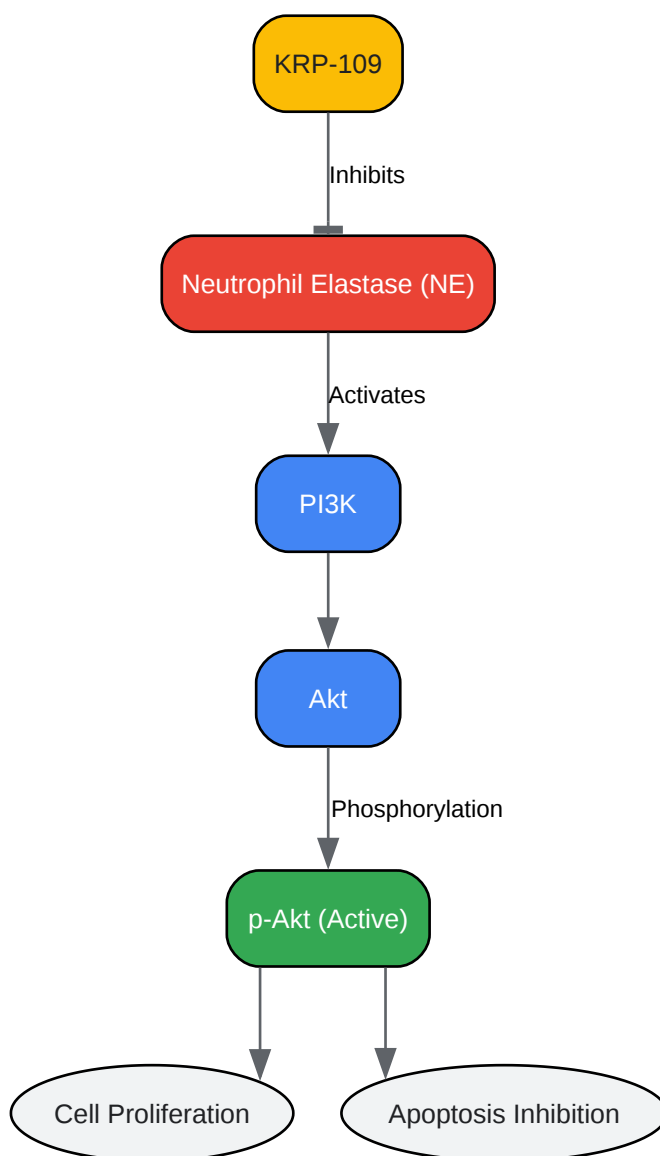 KRP-109
Inhibits
Neutrophil Elastase (NE)
Activates
PI3K
Akt
Phosphorylation
p-Akt (Active)
Cell Proliferation
Apoptosis Inhibition